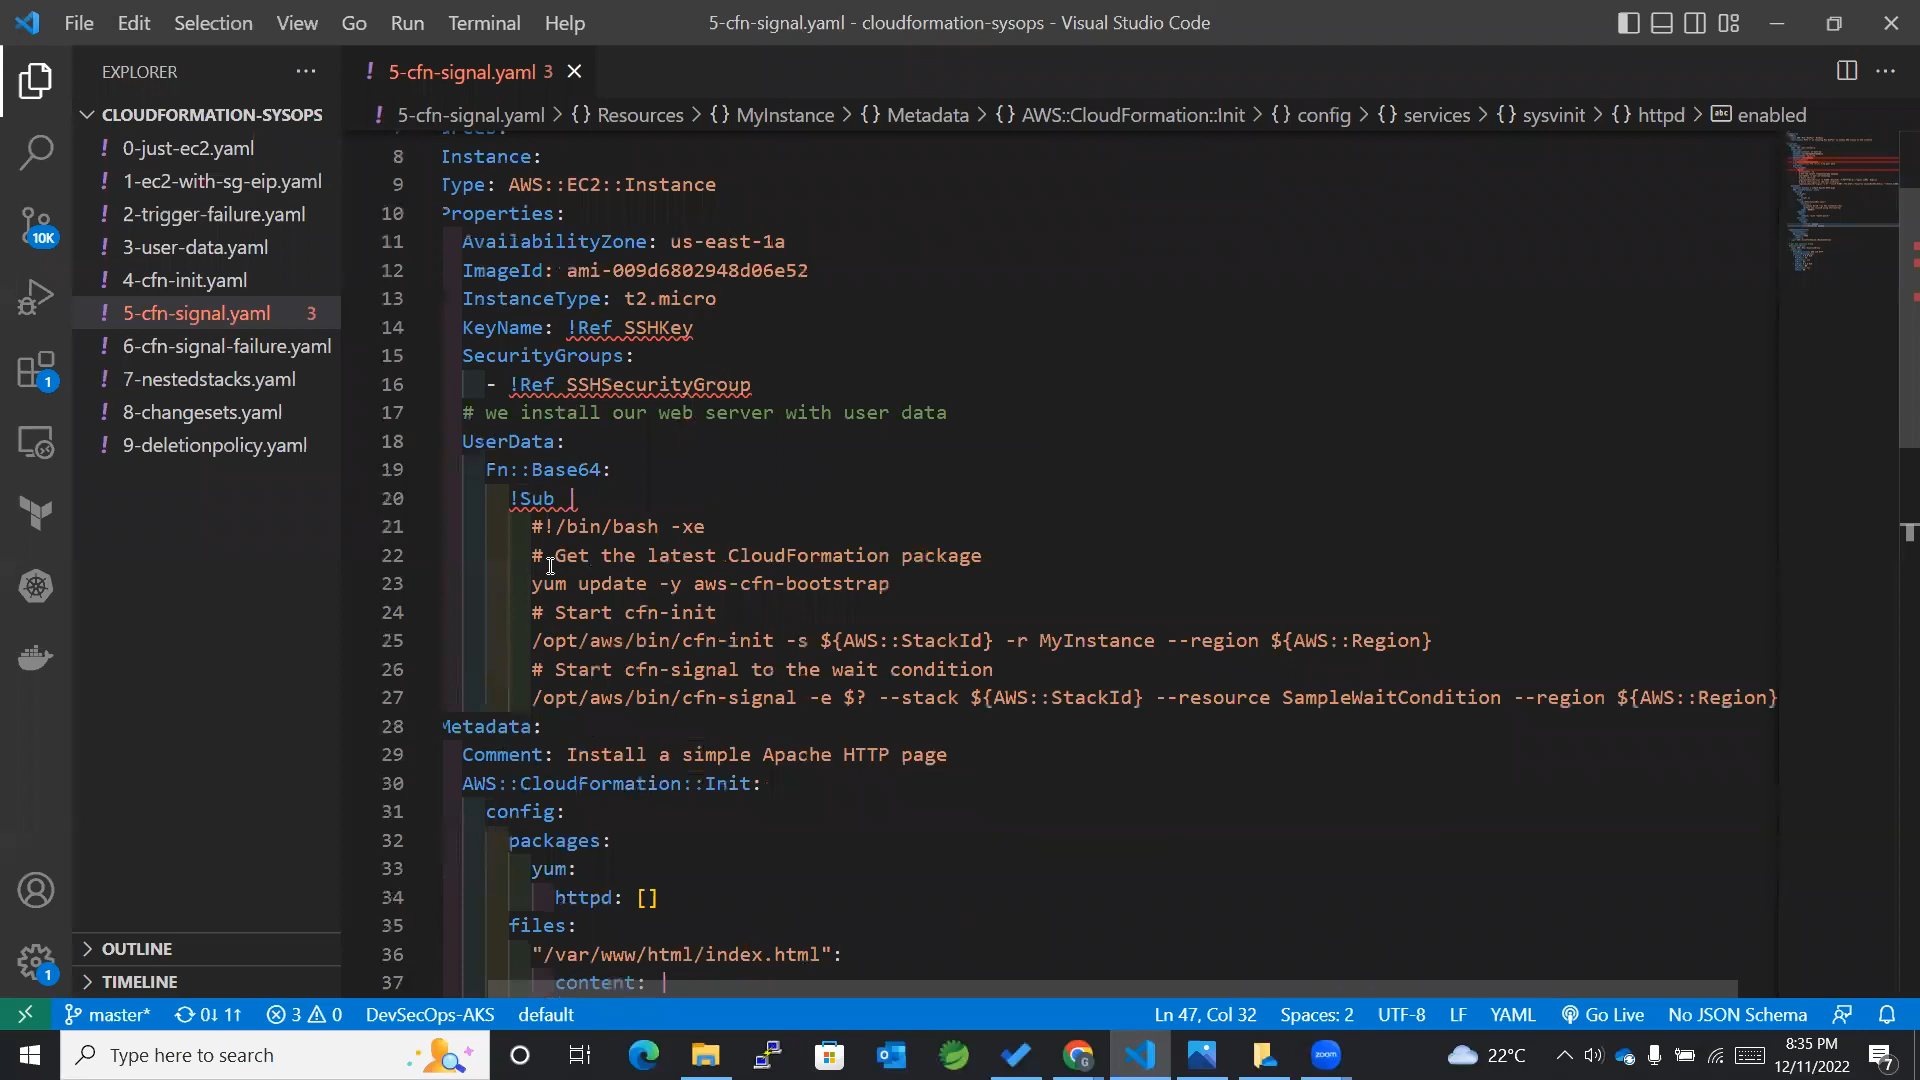 File Edit Selection View Go Run Terminal Help
5-cfn-signal.yaml - cloudformation-sysops - Visual Studio Code
EXPLORER
CLOUDFORMATION-SYSOPS
! 0-just-ec2.yaml
! 1-ec2-with-sg-eip.yaml
! 2-trigger-failure.yaml
! 3-user-data.yaml
! 4-cfn-init.yaml
! 5-cfn-signal.yaml 3
! 6-cfn-signal-failure.yaml
! 7-nestedstacks.yaml
! 8-changesets.yaml
! 9-deletionpolicy.yaml
OUTLINE
TIMELINE
10K
1
1
! 5-cfn-signal.yaml 3
! 5-cfn-signal.yaml > {} Resources > {} MyInstance > {} Metadata > {} AWS::CloudFormation::Init > {} config > {} services > {} sysvinit > {} httpd > abc enabled
8 Instance:
9 Type: AWS::EC2::Instance
10 Properties:
11 AvailabilityZone: us-east-1a
12 ImageId: ami-009d6802948d06e52
13 InstanceType: t2.micro
14 KeyName: !Ref SSHKey
15 SecurityGroups:
16 - !Ref SSHSecurityGroup
17 # we install our web server with user data
18 UserData:
19 Fn::Base64:
20 !Sub |
21 #!/bin/bash -xe
22 # Get the latest CloudFormation package
23 yum update -y aws-cfn-bootstrap
24 # Start cfn-init
25 /opt/aws/bin/cfn-init -s ${AWS::StackId} -r MyInstance --region ${AWS::Region}
26 # Start cfn-signal to the wait condition
27 /opt/aws/bin/cfn-signal -e $? --stack ${AWS::StackId} --resource SampleWaitCondition --region ${AWS::Region}
28 Metadata:
29 Comment: Install a simple Apache HTTP page
30 AWS::CloudFormation::Init:
31 config:
32 packages:
33 yum:
34 httpd: []
35 files:
36 "/var/www/html/index.html":
37 content: |
master* 0↓ 1↑ 3 0 DevSecOps-AKS default
Ln 47, Col 32 Spaces: 2 UTF-8 LF YAML Go Live No JSON Schema
Type here to search
zoom
22°C
8:35 PM
12/11/2022
7